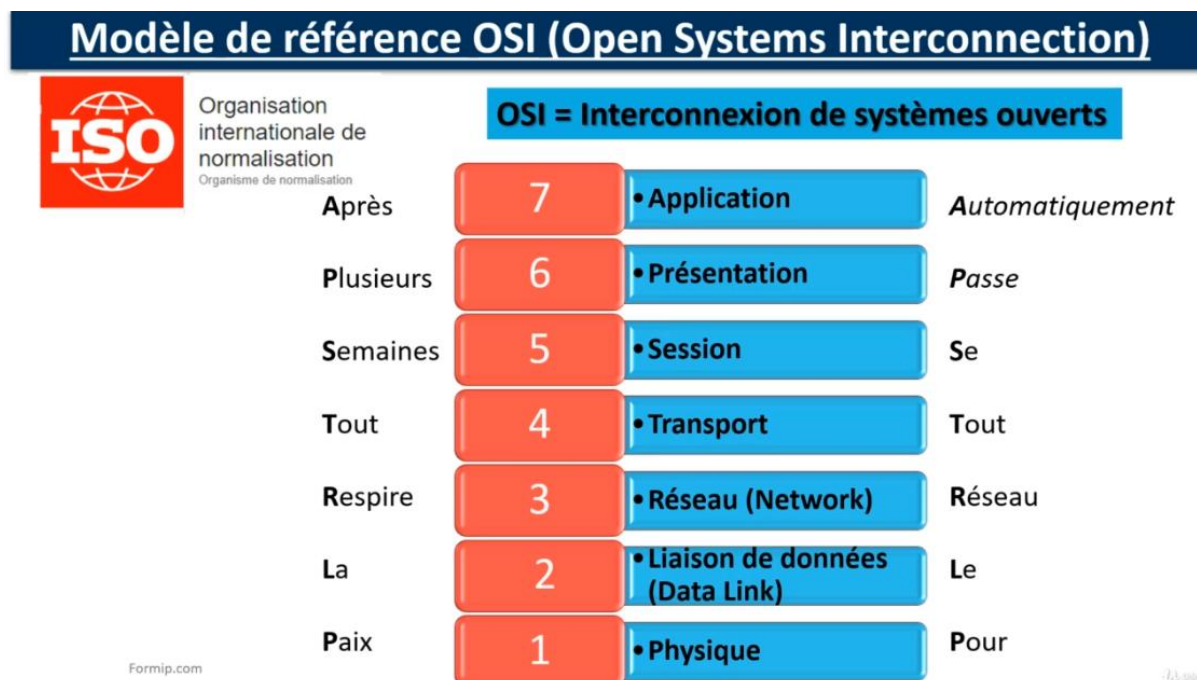 Modèle de référence OSI (Open Systems Interconnection)
ISO
Organisation
internationale de
normalisation
Organisme de normalisation
OSI = Interconnexion de systèmes ouverts
Après 7 •Application Automatiquement
Plusieurs 6 •Présentation Passe
Semaines 5 •Session Se
Tout 4 •Transport Tout
Respire 3 •Réseau (Network) Réseau
La 2 •Liaison de données
(Data Link) Le
Paix 1 •Physique Pour
Formip.com